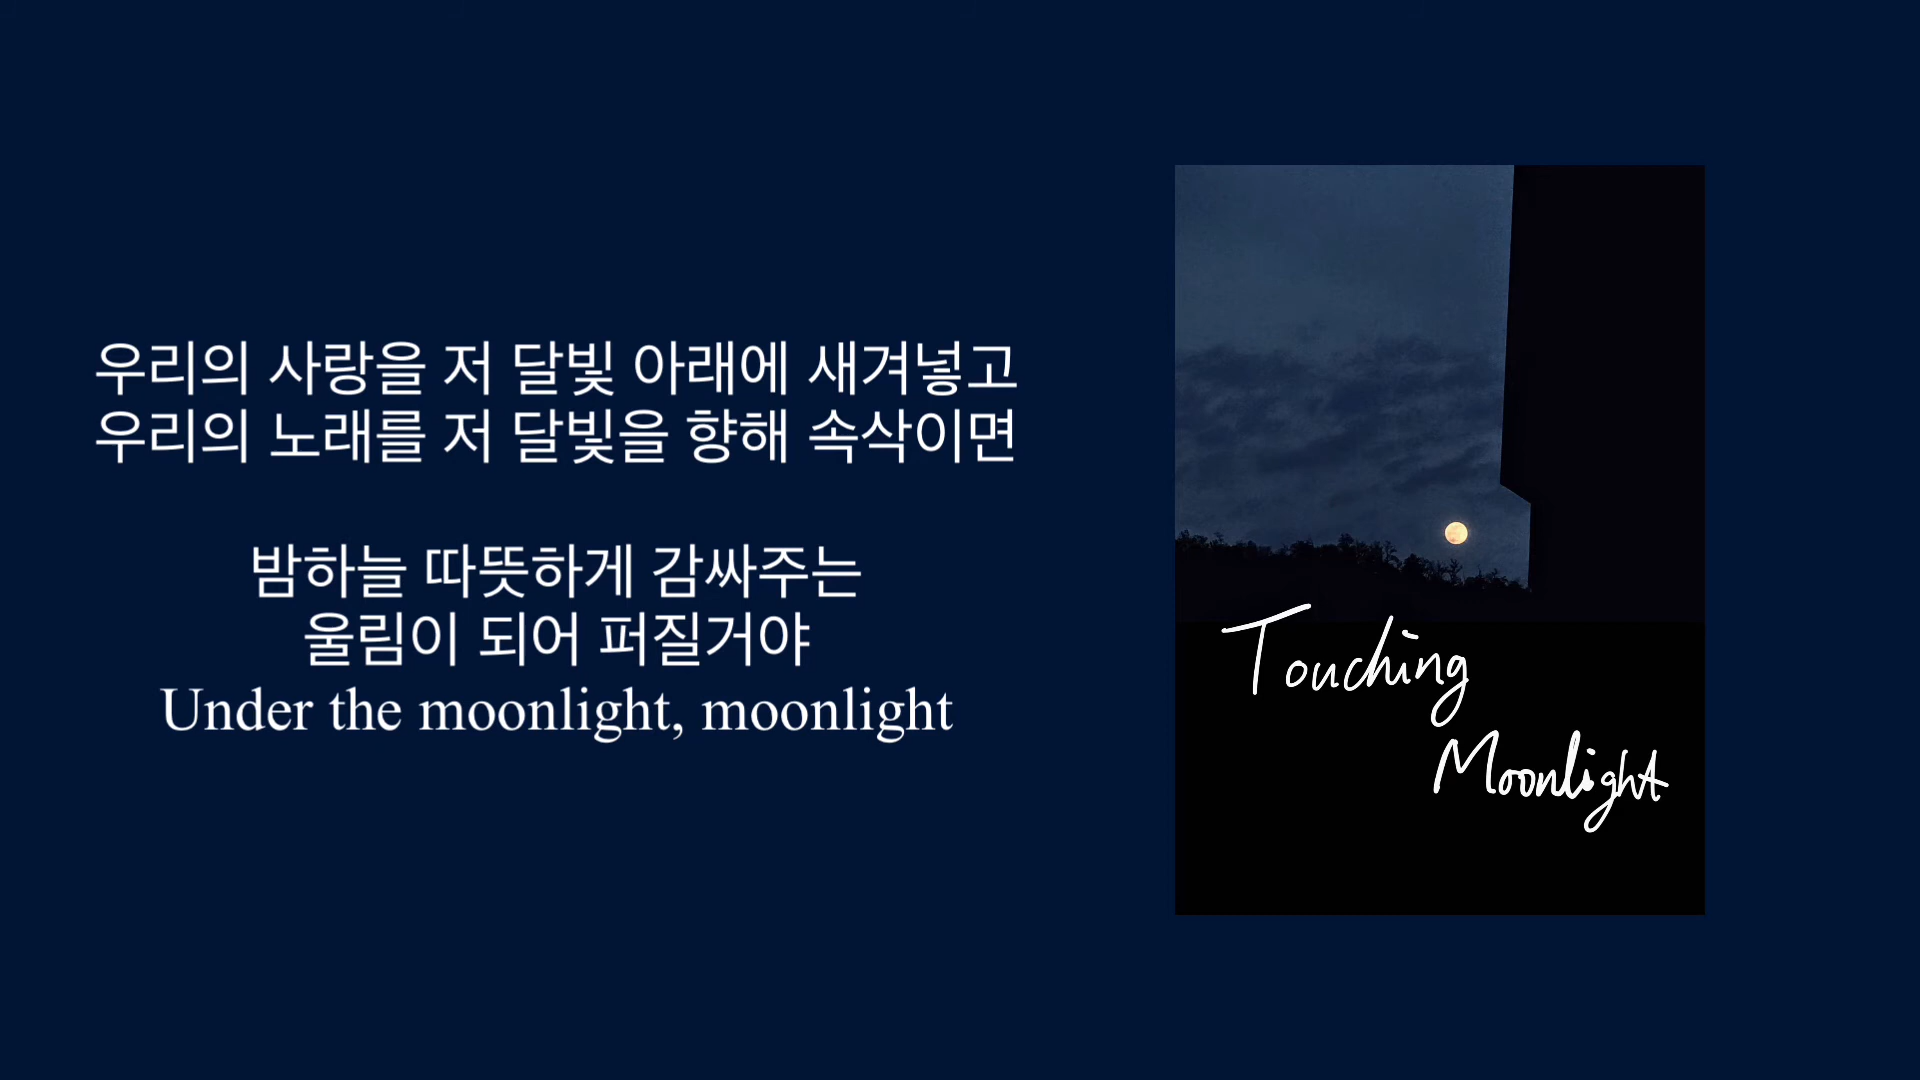 우리의 사랑을 저 달빛 아래에 새겨넣고
우리의 노래를 저 달빛을 향해 속삭이면
밤하늘 따뜻하게 감싸주는
울림이 되어 퍼질거야
Under the moonlight, moonlight
Touching
Moonlight